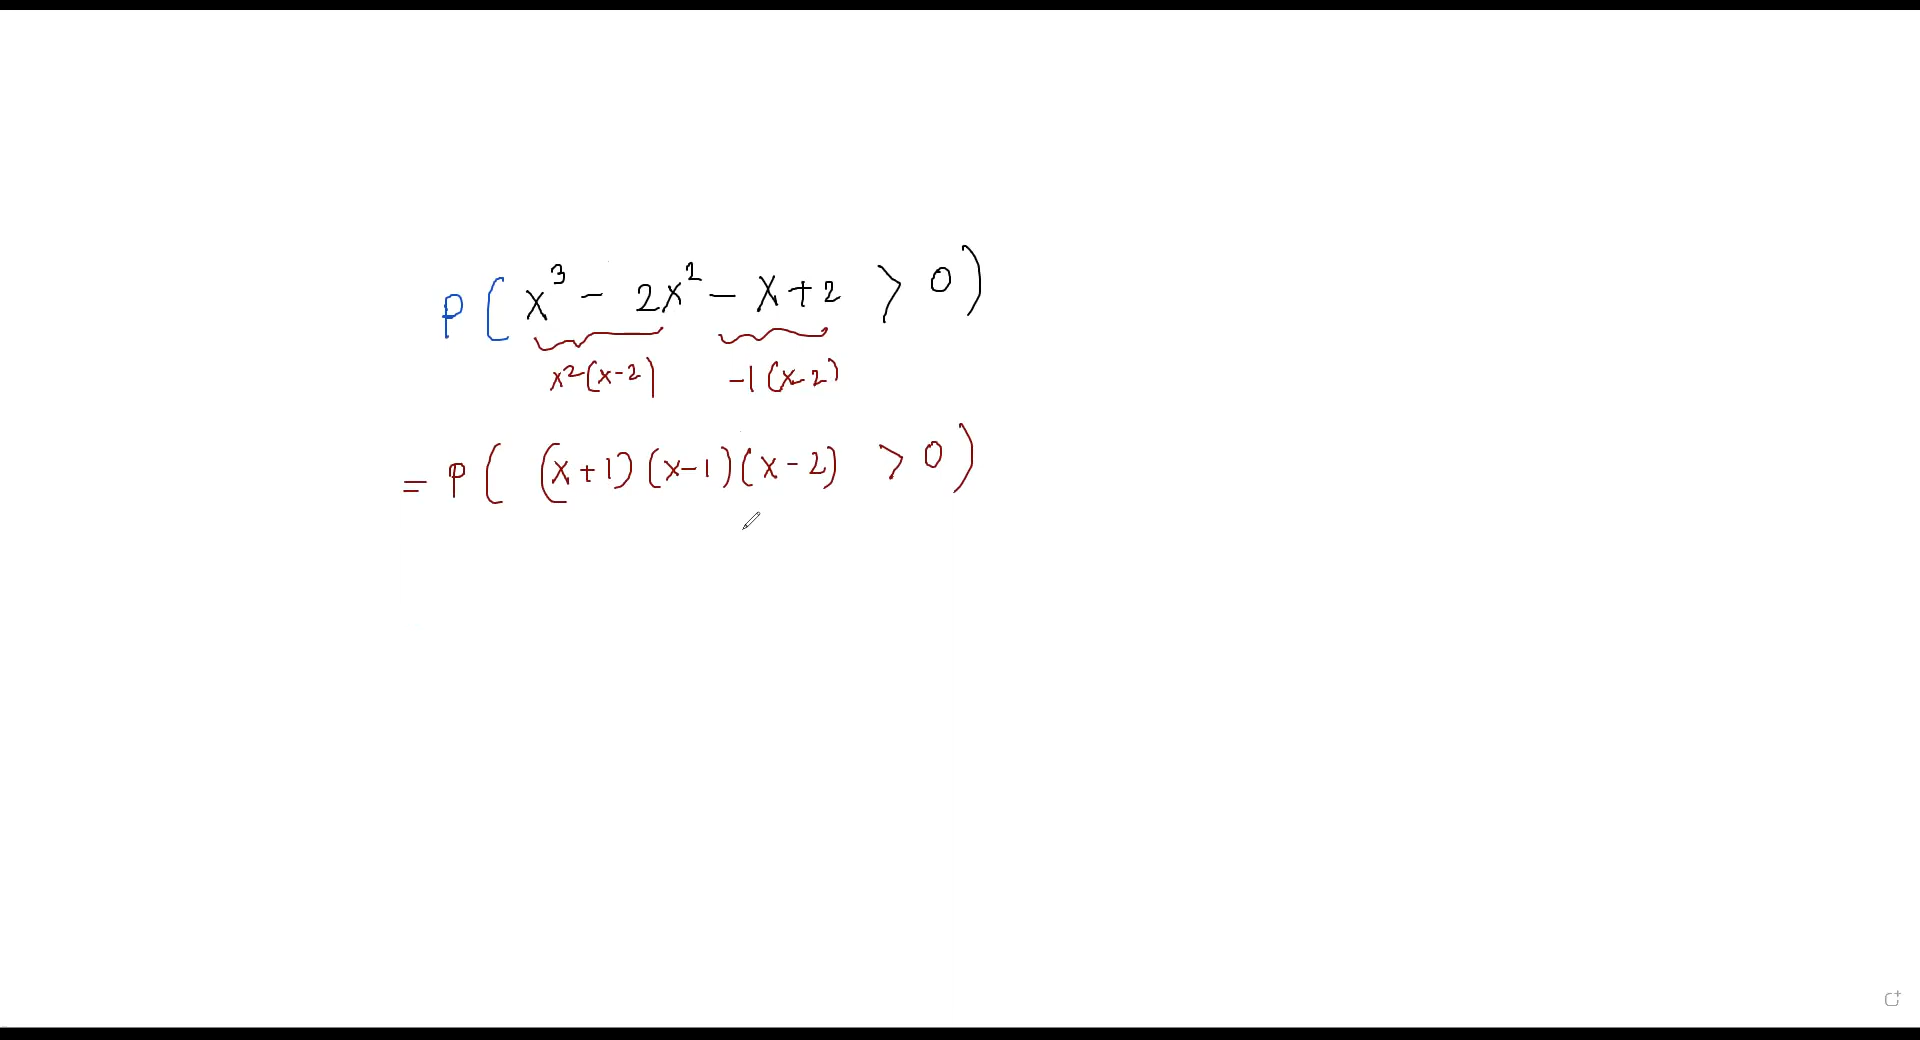 P(x³ - 2x² - x+2 > 0)
x²(x-2) -1(x-2)
= P( (x+1)(x-1)(x-2) > 0)